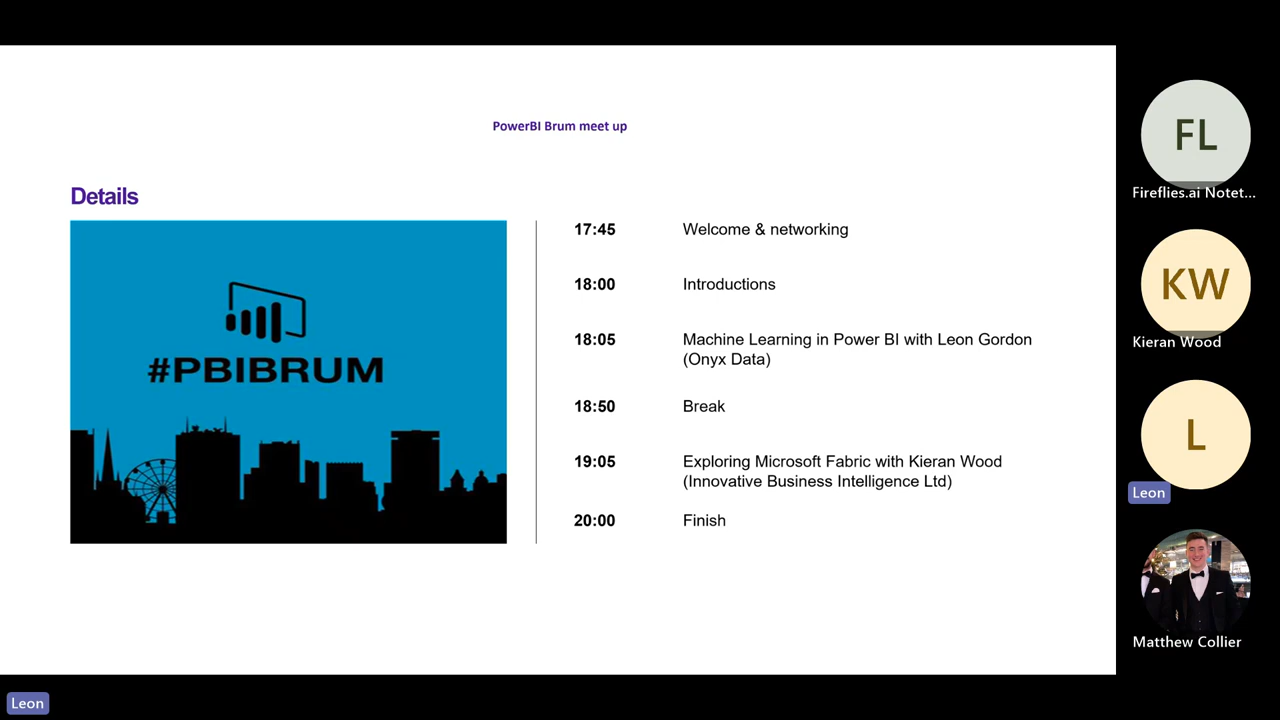 PowerBI Brum meet up
Details
#PBIBRUM
17:45 Welcome & networking
18:00 Introductions
18:05 Machine Learning in Power BI with Leon Gordon
(Onyx Data)
18:50 Break
19:05 Exploring Microsoft Fabric with Kieran Wood
(Innovative Business Intelligence Ltd)
20:00 Finish
FL
Fireflies.ai Notet...
KW
Kieran Wood
L
Leon
Matthew Collier
Leon